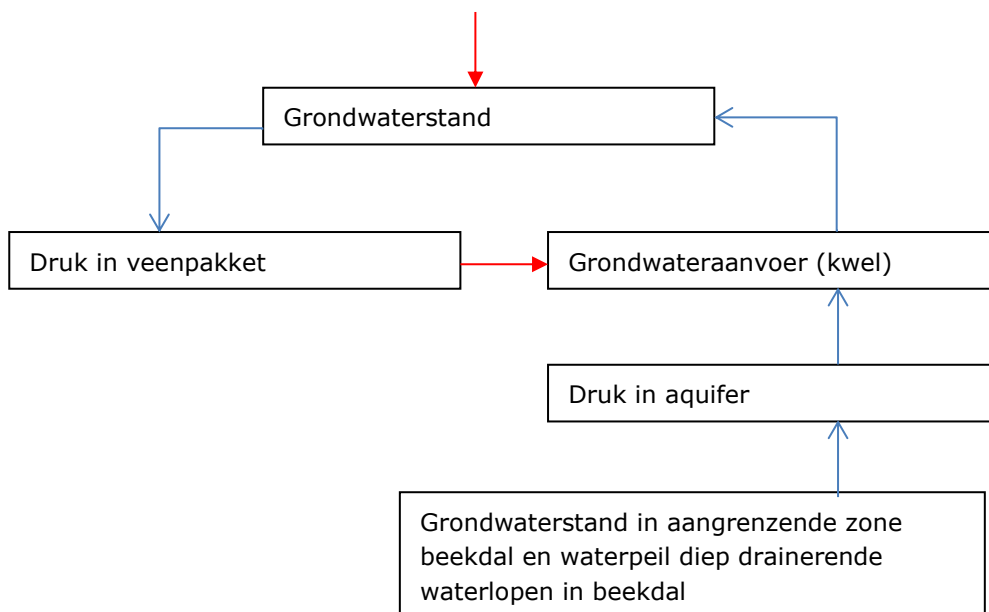 Grondwaterstand
Druk in veenpakket
Grondwateraanvoer (kwel)
Druk in aquifer
Grondwaterstand in aangrenzende zone
beekdal en waterpeil diep drainerende
waterlopen in beekdal